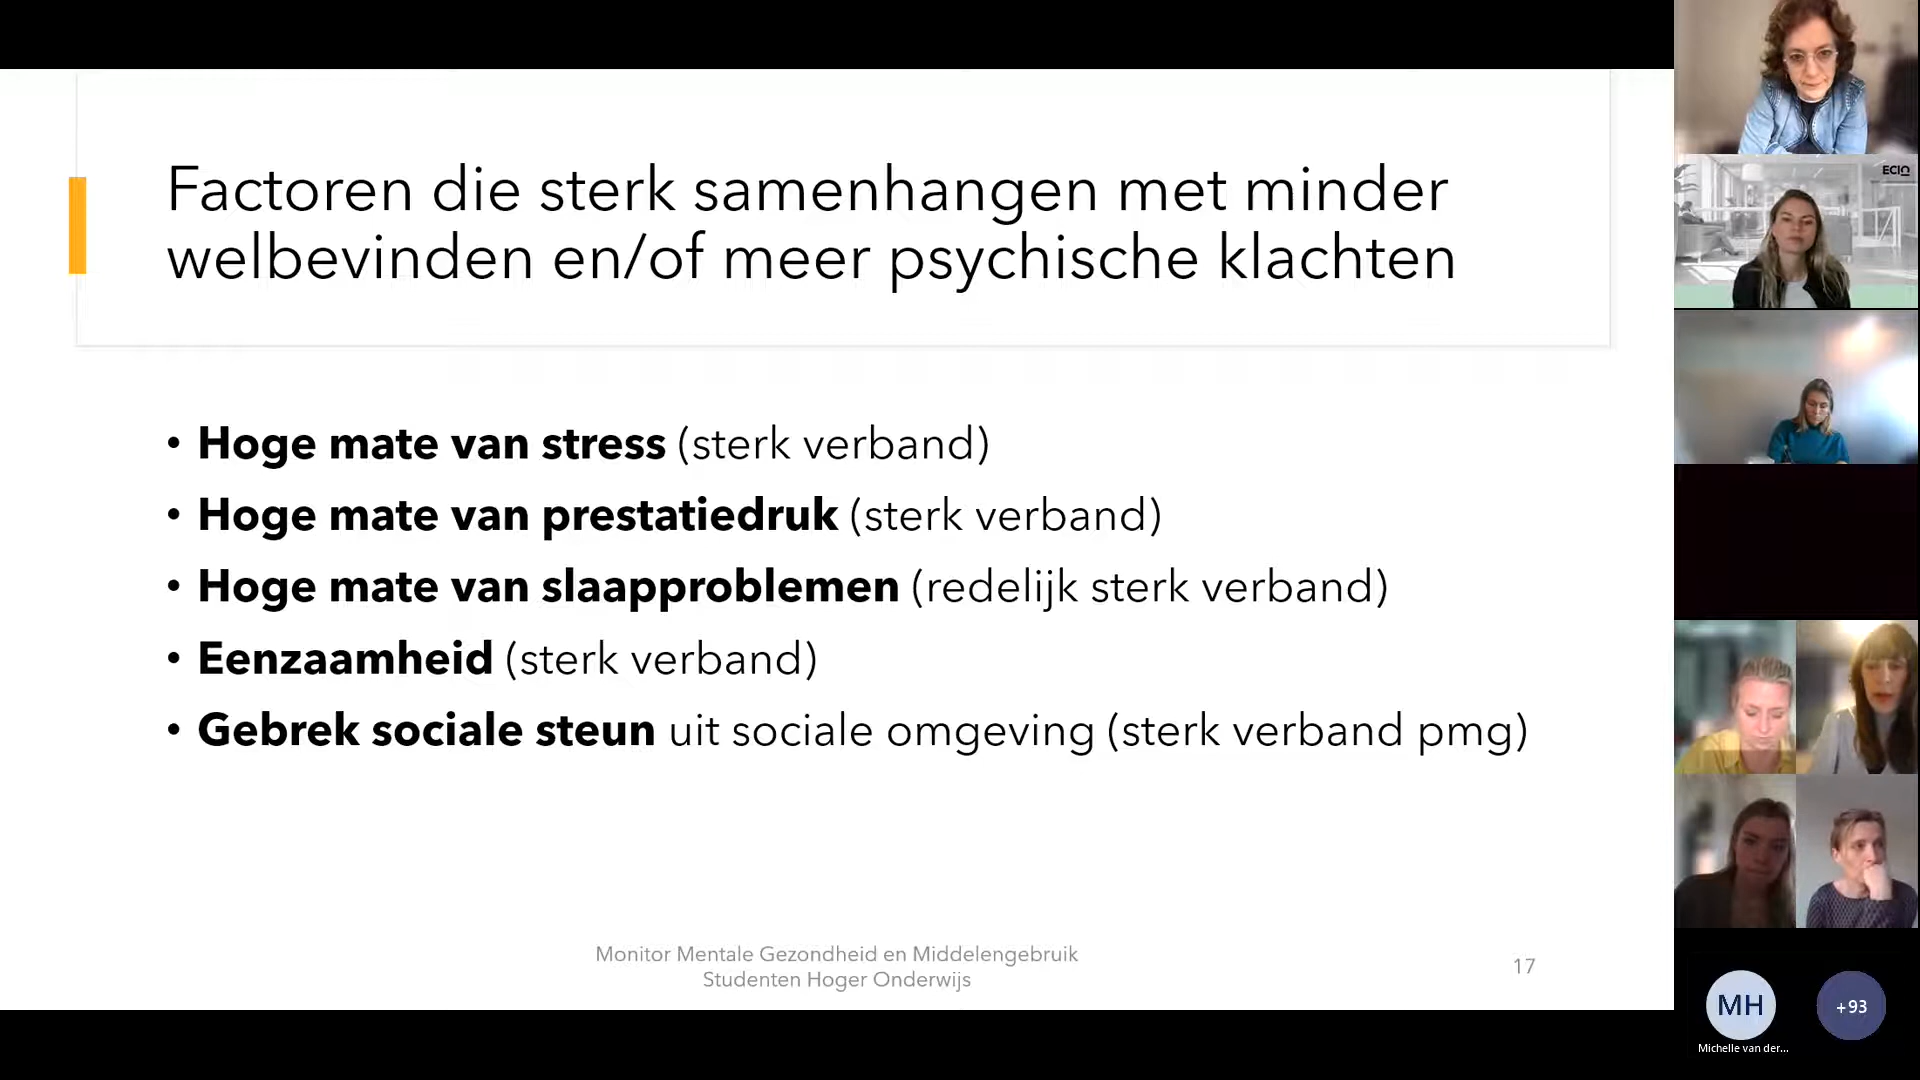 Factoren die sterk samenhangen met minder
welbevinden en/of meer psychische klachten
• Hoge mate van stress (sterk verband)
• Hoge mate van prestatiedruk (sterk verband)
• Hoge mate van slaapproblemen (redelijk sterk verband)
• Eenzaamheid (sterk verband)
• Gebrek sociale steun uit sociale omgeving (sterk verband pmg)
Monitor Mentale Gezondheid en Middelengebruik
Studenten Hoger Onderwijs
17
ECIO
MH
+93
Michelle van der...